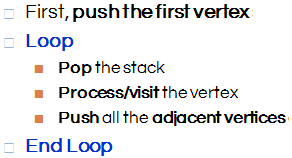 First, push the first vertex
Loop
Pop the stack
Process/visit the vertex
Push all the adjacent vertices
End Loop